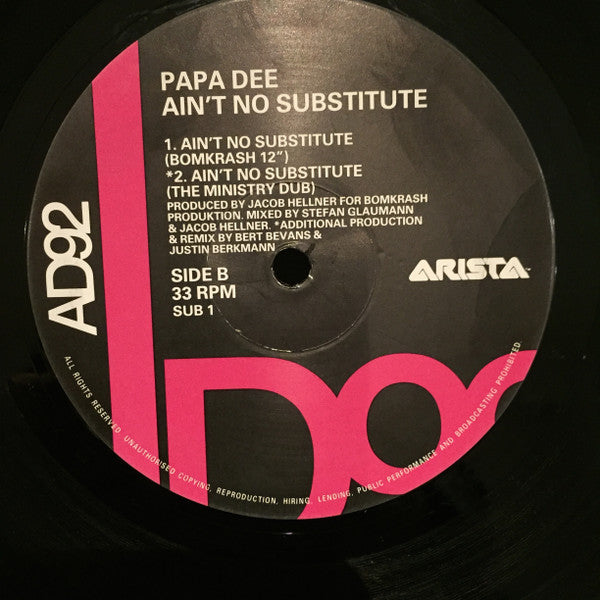 PAPA DEE
AIN'T NO SUBSTITUTE
1. AIN'T NO SUBSTITUTE
(BOMKRASH 12")
*2. AIN'T NO SUBSTITUTE
(THE MINISTRY DUB)
PRODUCED BY JACOB HELLNER FOR BOMKRASH
PRODUKTION. MIXED BY STEFAN GLAUMANN
& JACOB HELLNER. *ADDITIONAL PRODUCTION
& REMIX BY BERT BEVANS &
JUSTIN BERKMANN
SIDE B
33 RPM
SUB 1
ARISTA™
AD92
ALL RIGHTS RESERVED. UNAUTHORISED COPYING, REPRODUCTION, HIRING, LENDING, PUBLIC PERFORMANCE AND BROADCASTING PROHIBITED.